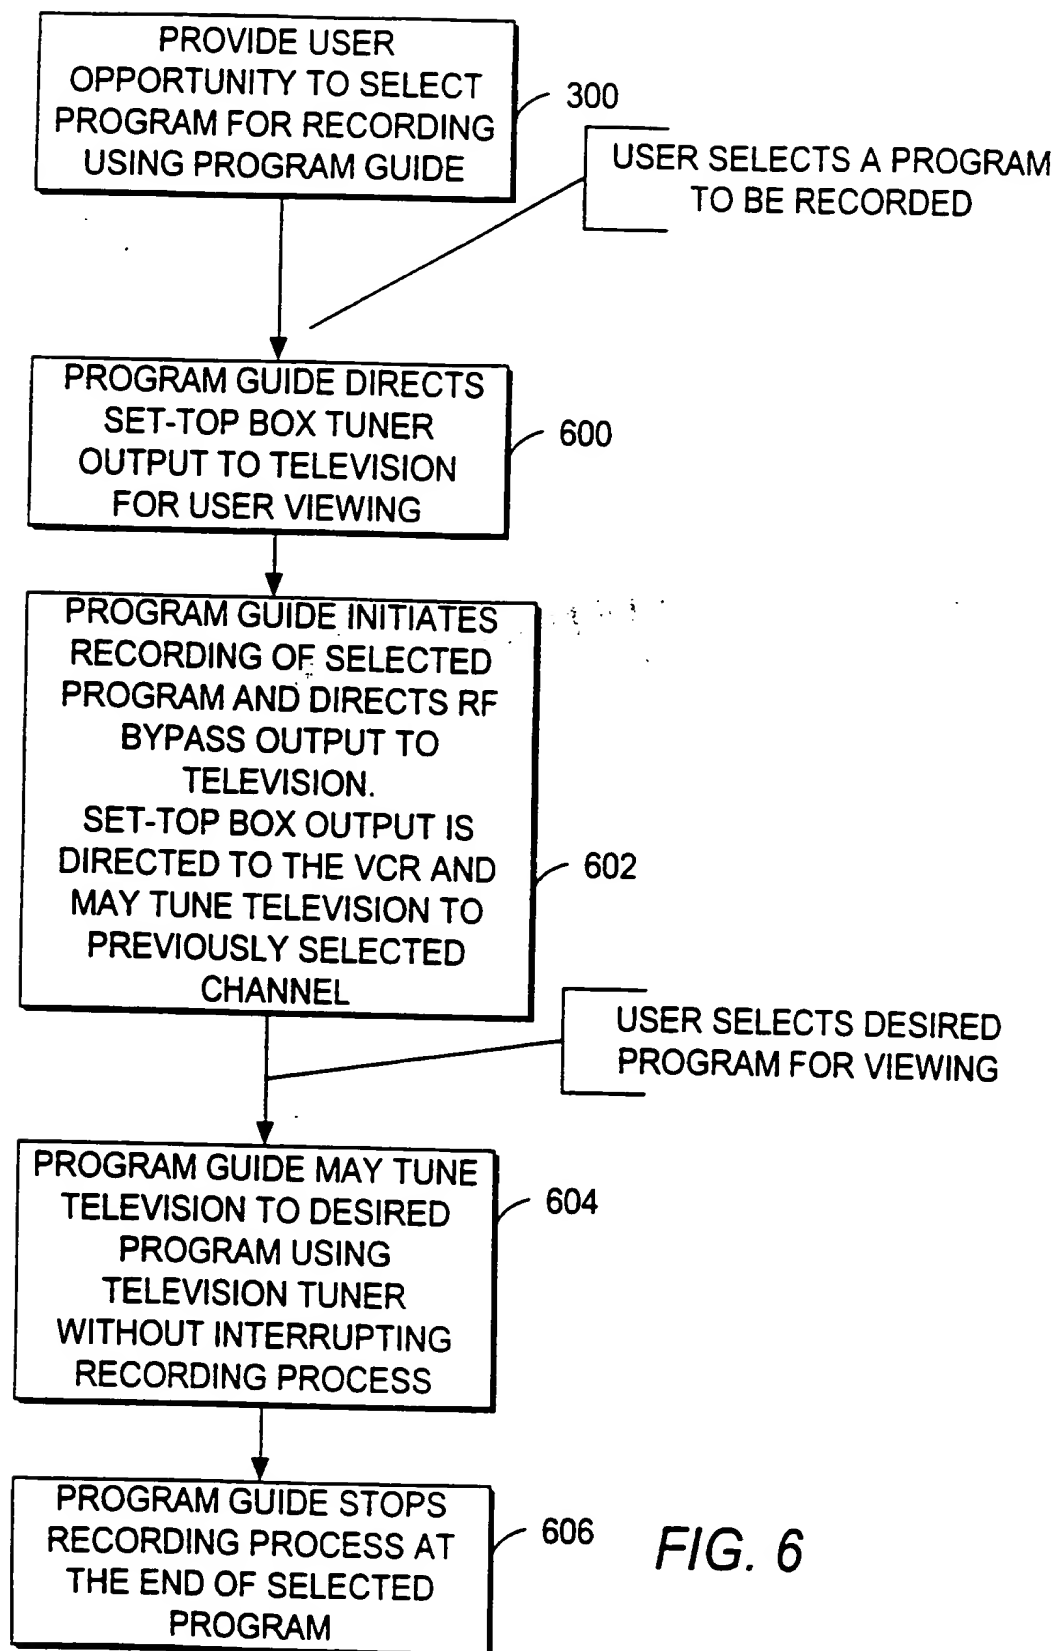 PROVIDE USER
OPPORTUNITY TO SELECT
PROGRAM FOR RECORDING
USING PROGRAM GUIDE
300
USER SELECTS A PROGRAM
TO BE RECORDED
PROGRAM GUIDE DIRECTS
SET-TOP BOX TUNER
OUTPUT TO TELEVISION
FOR USER VIEWING
600
PROGRAM GUIDE INITIATES
RECORDING OF SELECTED
PROGRAM AND DIRECTS RF
BYPASS OUTPUT TO
TELEVISION.
SET-TOP BOX OUTPUT IS
DIRECTED TO THE VCR AND
MAY TUNE TELEVISION TO
PREVIOUSLY SELECTED
CHANNEL
602
USER SELECTS DESIRED
PROGRAM FOR VIEWING
PROGRAM GUIDE MAY TUNE
TELEVISION TO DESIRED
PROGRAM USING
TELEVISION TUNER
WITHOUT INTERRUPTING
RECORDING PROCESS
604
PROGRAM GUIDE STOPS
RECORDING PROCESS AT
THE END OF SELECTED
PROGRAM
606
FIG. 6